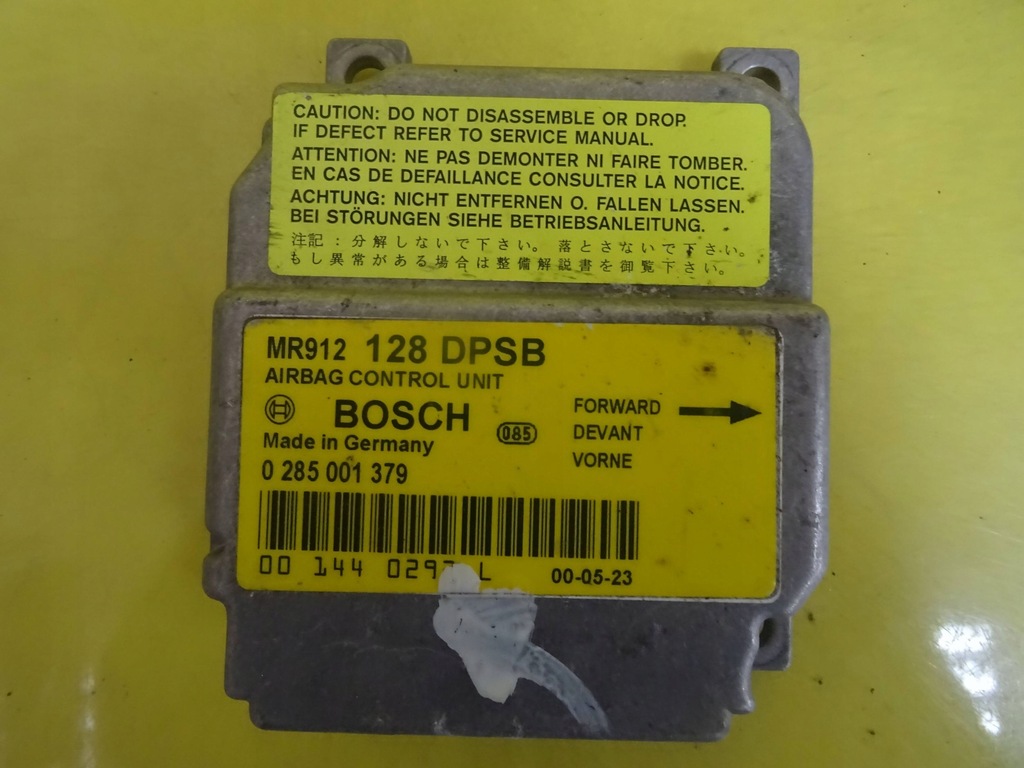 CAUTION: DO NOT DISASSEMBLE OR DROP.
IF DEFECT REFER TO SERVICE MANUAL.
ATTENTION: NE PAS DEMONTER NI FAIRE TOMBER.
EN CAS DE DEFAILLANCE CONSULTER LA NOTICE.
ACHTUNG: NICHT ENTFERNEN O. FALLEN LASSEN.
BEI STÖRUNGEN SIEHE BETRIEBSANLEITUNG.
注記：分解しないで下さい。落とさないで下さい。
もし異常がある場合は整備解説書を御覧下さい。
MR912 128 DPSB
AIRBAG CONTROL UNIT
BOSCH
085
Made in Germany
0 285 001 379
FORWARD
DEVANT
VORNE
00 144 L
00-05-23